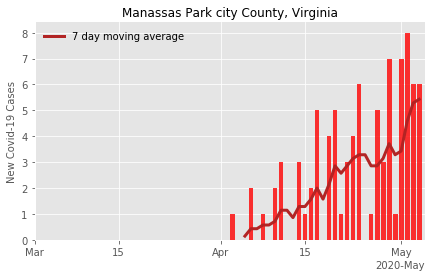 Manassas Park city County, Virginia
7 day moving average
New Covid-19 Cases
8
7
6
5
4
3
2
1
0
Mar 15 Apr 15 May
2020-May